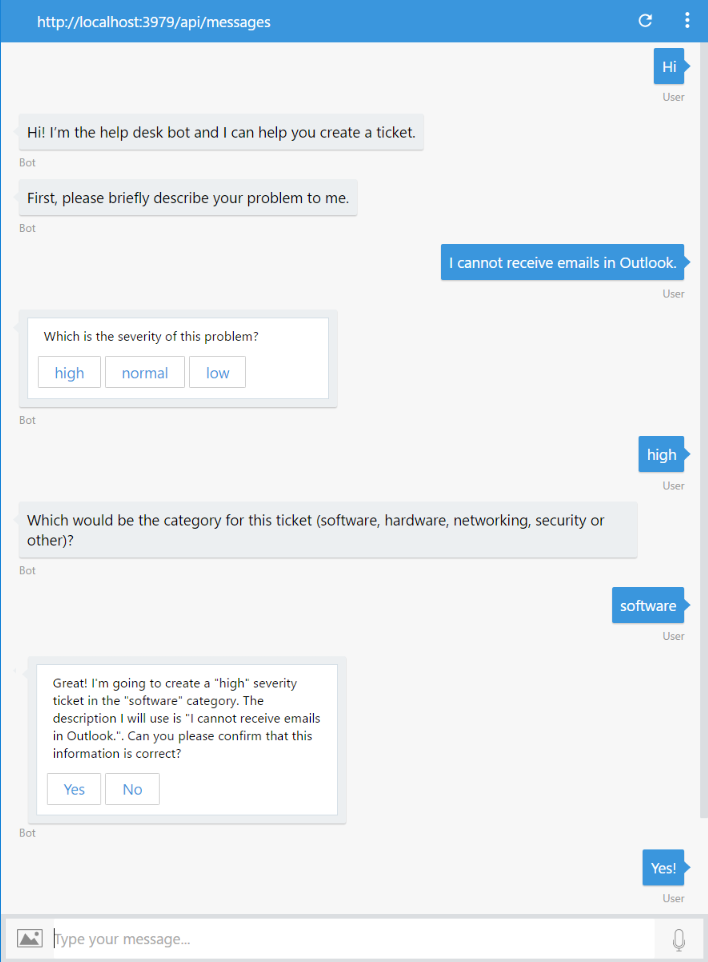 http://localhost:3979/api/messages
Hi
User
Hi! I'm the help desk bot and I can help you create a ticket.
Bot
First, please briefly describe your problem to me.
Bot
I cannot receive emails in Outlook.
User
Which is the severity of this problem?
high normal low
Bot
high
User
Which would be the category for this ticket (software, hardware, networking, security or
other)?
Bot
software
User
Great! I'm going to create a "high" severity
ticket in the "software" category. The
description I will use is "I cannot receive emails
in Outlook.". Can you please confirm that this
information is correct?
Yes No
Bot
Yes!
User
Type your message...